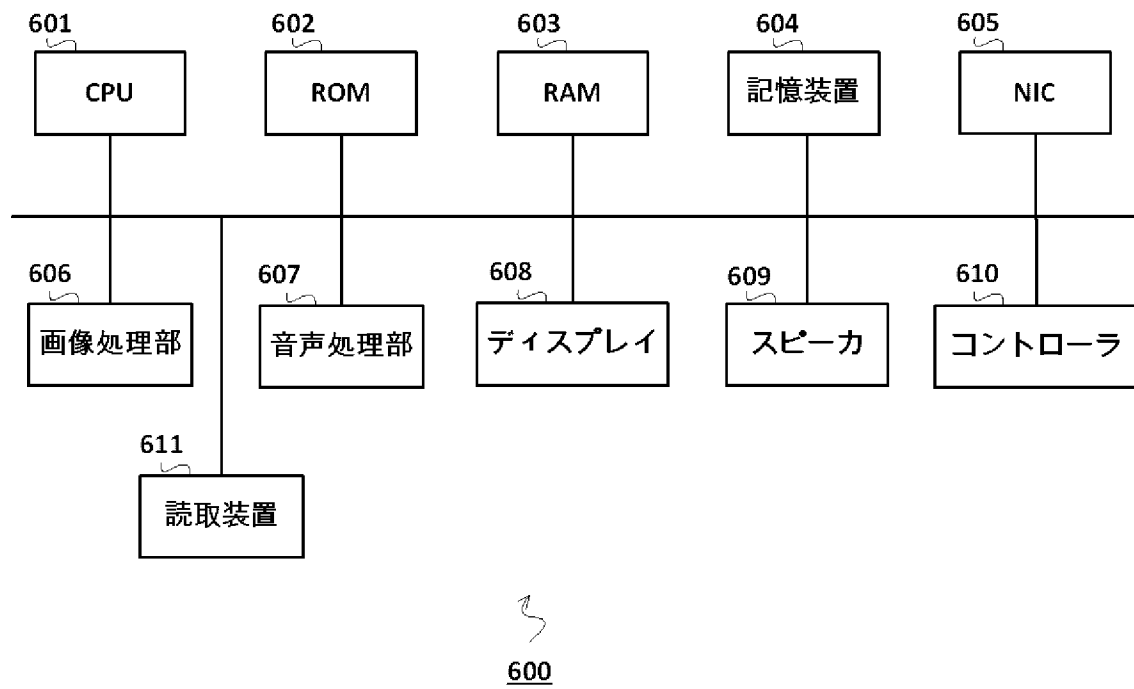 601
602
603
604
605
CPU
ROM
RAM
記憶装置
NIC
606
607
608
609
610
画像処理部
音声処理部
ディスプレイ
スピーカ
コントローラ
611
読取装置
600